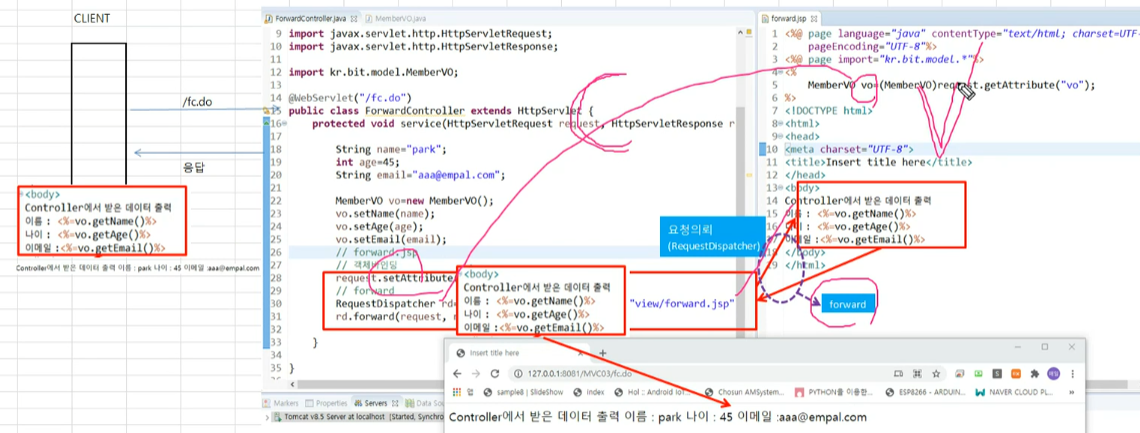 CLIENT
/fc.do
응답
<body>
Controller에서 받은 데이터 출력
이름 : <%=vo.getName()%>
나이 : <%=vo.getAge()%>
이메일 :<%=vo.getEmail()%>
Controller에서 받은 데이터 출력 이름 : park 나이 : 45 이메일 :aaa@empal.com
ForwardController.java
MemberVO.java
9 import javax.servlet.http.HttpServletRequest;
10 import javax.servlet.http.HttpServletResponse;
11
12 import kr.bit.model.MemberVO;
13
14 @WebServlet("/fc.do")
15 public class ForwardController extends HttpServlet {
16 protected void service(HttpServletRequest request, HttpServletResponse r
17
18 String name="park";
19 int age=45;
20 String email="aaa@empal.com";
21
22 MemberVO vo=new MemberVO();
23 vo.setName(name);
24 vo.setAge(age);
25 vo.setEmail(email);
26 // forward.jsp
27 // 객체바인딩
28 request.setAttribute
29 // forward
30 RequestDispatcher rd= "view/forward.jsp"
31 rd.forward(request, r
32
33 }
34
35 }
<body>
Controller에서 받은 데이터 출력
이름 : <%=vo.getName()%>
나이 : <%=vo.getAge()%>
이메일 :<%=vo.getEmail()%>
요청의뢰
(RequestDispatcher)
forward
forward.jsp
1 <%@ page language="java" contentType="text/html; charset=UTF-
2 pageEncoding="UTF-8"%>
3 <%@ page import="kr.bit.model.*"%>
4 <%
5 MemberVO vo=(MemberVO)request.getAttribute("vo");
6 %>
7 <!DOCTYPE html>
8 <html>
9 <head>
10 <meta charset="UTF-8">
11 <title>Insert title here</title>
12 </head>
13 <body>
14 Controller에서 받은 데이터 출력
15 이름 : <%=vo.getName()%>
: <%=vo.getAge()%>
:<%=vo.getEmail()%>
</body>
</html>
Markers Properties Servers Data Sou
Tomcat v8.5 Server at localhost [Started, Synchro
Insert title here
127.0.0.1:8081/MVC03/fc.do
앱 sample8 | SlideShow Index Hol :: Android IoT... Chosun AMSystem... PYTHON를 이용한... ESP8266 - ARDUIN... NAVER CLOUD PL...
Controller에서 받은 데이터 출력 이름 : park 나이 : 45 이메일 :aaa@empal.com